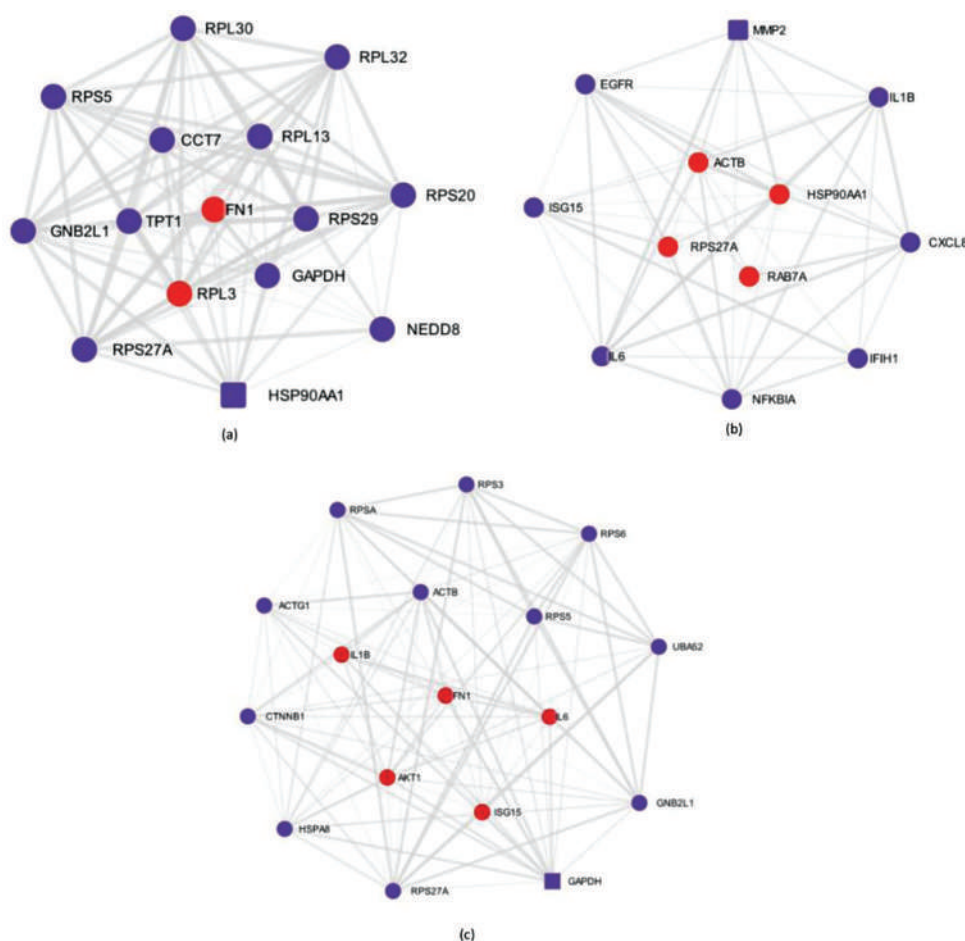 RPL30
RPL32
RPS5
CCT7
RPL13
RPS20
FN1
TPT1
RPS29
GNB2L1
GAPDH
RPL3
NEDD8
RPS27A
HSP90AA1
(a)
MMP2
EGFR
IL1B
ACTB
HSP90AA1
ISG15
CXCL8
RPS27A
RAB7A
IL6
IFIH1
NFKBIA
(b)
RPS3
RPSA
RPS6
ACTB
ACTG1
RPS5
UBA52
IL1B
FN1
CTNNB1
IL6
AKT1
GNB2L1
ISG15
HSPA8
GAPDH
RPS27A
(c)